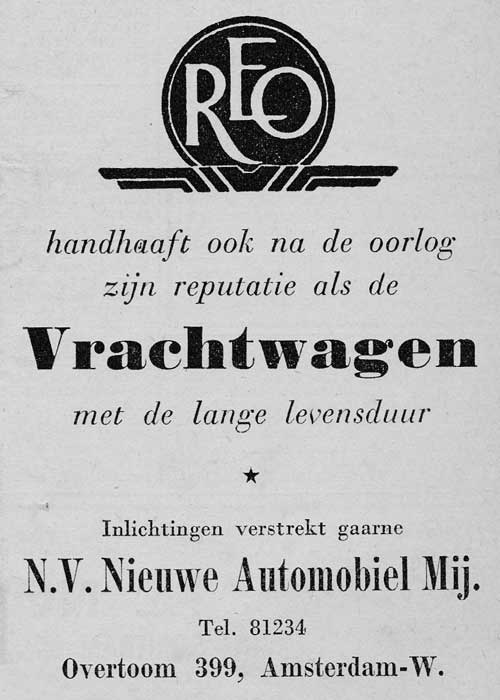 REO
handhaaft ook na de oorlog
zijn reputatie als de
Vrachtwagen
met de lange levensduur
Inlichtingen verstrekt gaarne
N.V. Nieuwe Automobiel Mij.
Tel. 81234
Overtoom 399, Amsterdam-W.